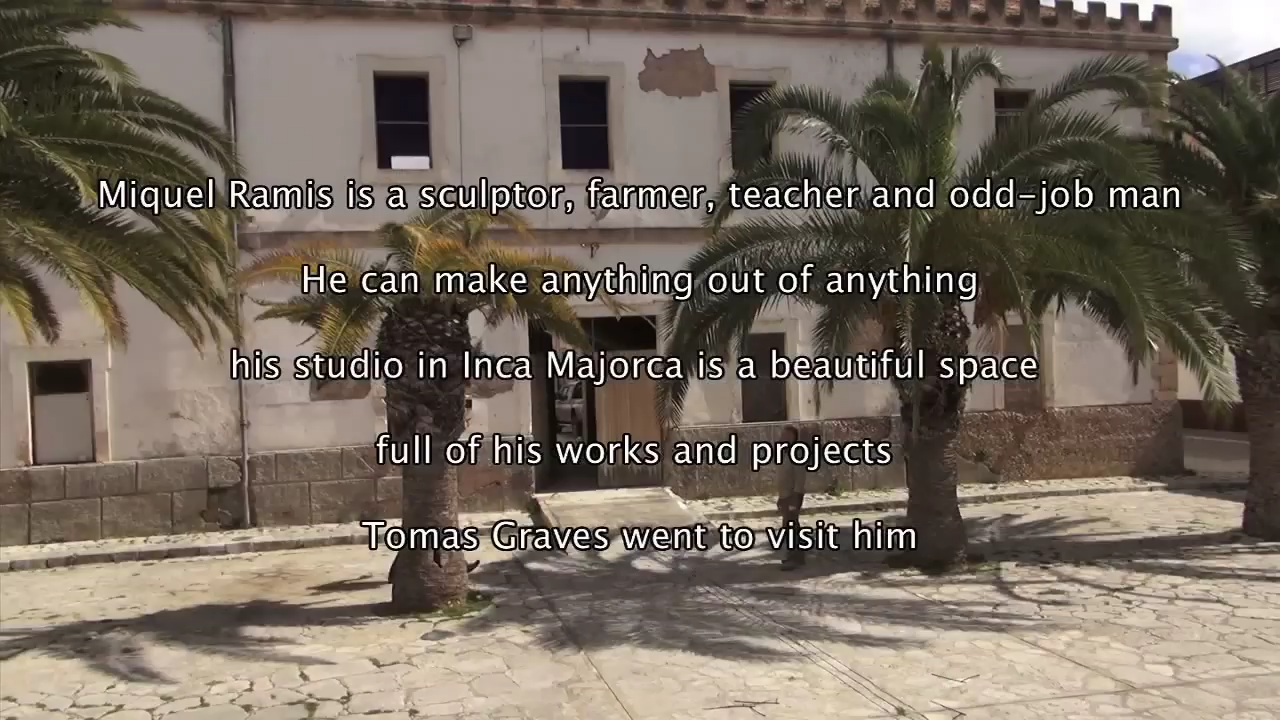 Miquel Ramis is a sculptor, farmer, teacher and odd-job man
He can make anything out of anything
his studio in Inca Majorca is a beautiful space
full of his works and projects
Tomas Graves went to visit him